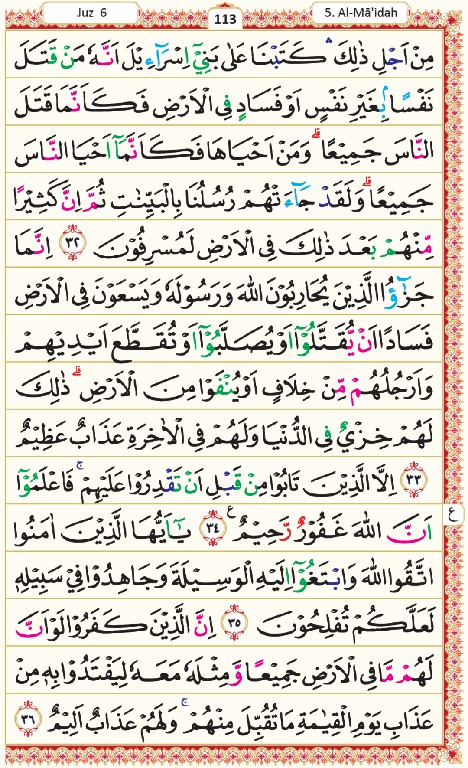 Juz 6
113
5. Al-Mā'idah
مِنْ اَجْلِ ذٰلِكَ ۛ كَتَبْنَا عَلٰى بَنِىْٓ اِسْرَآءِيْلَ اَنَّهٗ مَنْ قَتَلَ
نَفْسًۢا بِغَيْرِ نَفْسٍ اَوْ فَسَادٍ فِى الْاَرْضِ فَكَاَنَّمَا قَتَلَ
النَّاسَ جَمِيْعًا ؕ وَمَنْ اَحْيَاهَا فَكَاَنَّمَآ اَحْيَا النَّاسَ
جَمِيْعًا ؕ وَلَقَدْ جَآءَتْهُمْ رُسُلُنَا بِالْبَيِّنٰتِ ثُمَّ اِنَّ كَثِيْرًا
مِّنْهُمْ بَعْدَ ذٰلِكَ فِى الْاَرْضِ لَمُسْرِفُوْنَ ۝٣٢ اِنَّمَا
جَزٰٓؤُا الَّذِيْنَ يُحَارِبُوْنَ اللّٰهَ وَرَسُوْلَهٗ وَيَسْعَوْنَ فِى الْاَرْضِ
فَسَادًا اَنْ يُّقَتَّلُوْٓا اَوْ يُصَلَّبُوْٓا اَوْ تُقَطَّعَ اَيْدِيْهِمْ
وَاَرْجُلُهُمْ مِّنْ خِلَافٍ اَوْ يُنْفَوْا مِنَ الْاَرْضِ ؕ ذٰلِكَ
لَهُمْ خِزْىٌ فِى الدُّنْيَا وَلَهُمْ فِى الْاٰخِرَةِ عَذَابٌ عَظِيْمٌ
۝٣٣ اِلَّا الَّذِيْنَ تَابُوْا مِنْ قَبْلِ اَنْ تَقْدِرُوْا عَلَيْهِمْ ۚ فَاعْلَمُوْٓا
اَنَّ اللّٰهَ غَفُوْرٌ رَّحِيْمٌ ۝٣٤ ع يٰٓاَيُّهَا الَّذِيْنَ اٰمَنُوا
ع
اتَّقُوا اللّٰهَ وَابْتَغُوْٓا اِلَيْهِ الْوَسِيْلَةَ وَجَاهِدُوْا فِىْ سَبِيْلِهٖ
لَعَلَّكُمْ تُفْلِحُوْنَ ۝٣٥ اِنَّ الَّذِيْنَ كَفَرُوْا لَوْ اَنَّ
لَهُمْ مَّا فِى الْاَرْضِ جَمِيْعًا وَّمِثْلَهٗ مَعَهٗ لِيَفْتَدُوْا بِهٖ مِنْ
عَذَابِ يَوْمِ الْقِيٰمَةِ مَا تُقُبِّلَ مِنْهُمْ ۚ وَلَهُمْ عَذَابٌ اَلِيْمٌ ۝٣٦